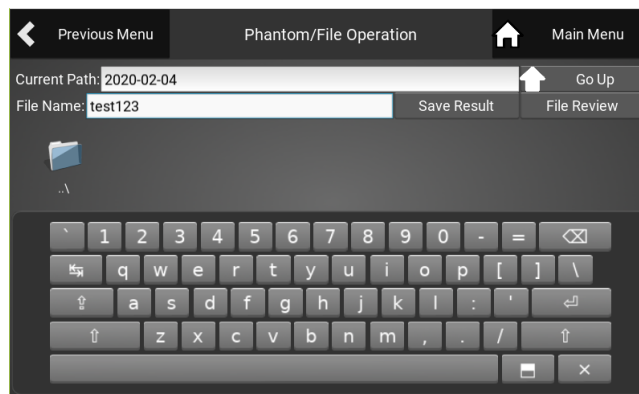 Previous Menu Phantom/File Operation Main Menu
Current Path: 2020-02-04 Go Up
File Name: test123 Save Result File Review
..\
` 1 2 3 4 5 6 7 8 9 0 - = ⌫
↹ q w e r t y u i o p [ ] \
⇪ a s d f g h j k l : ' ⏎
⇧ z x c v b n m , . / ⇧
⬒ ✕